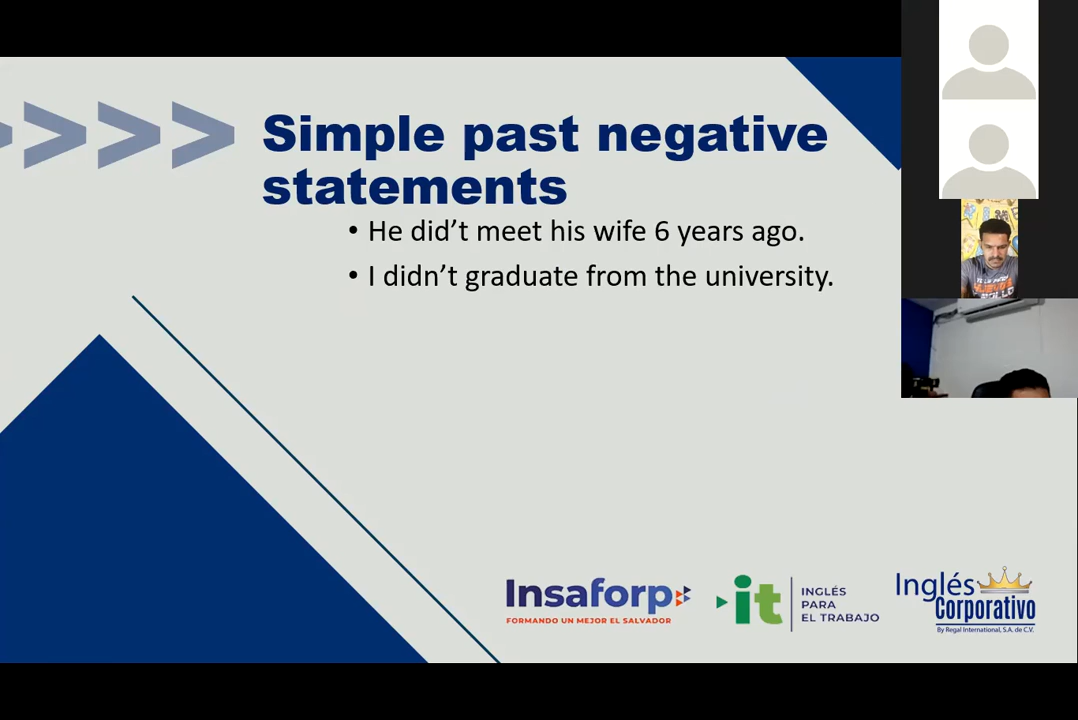 Simple past negative
statements
• He did’t meet his wife 6 years ago.
• I didn’t graduate from the university.
Insaforp
FORMANDO UN MEJOR EL SALVADOR
it
INGLÉS
PARA
EL TRABAJO
Inglés
Corporativo
By Regal International, S.A. de C.V.